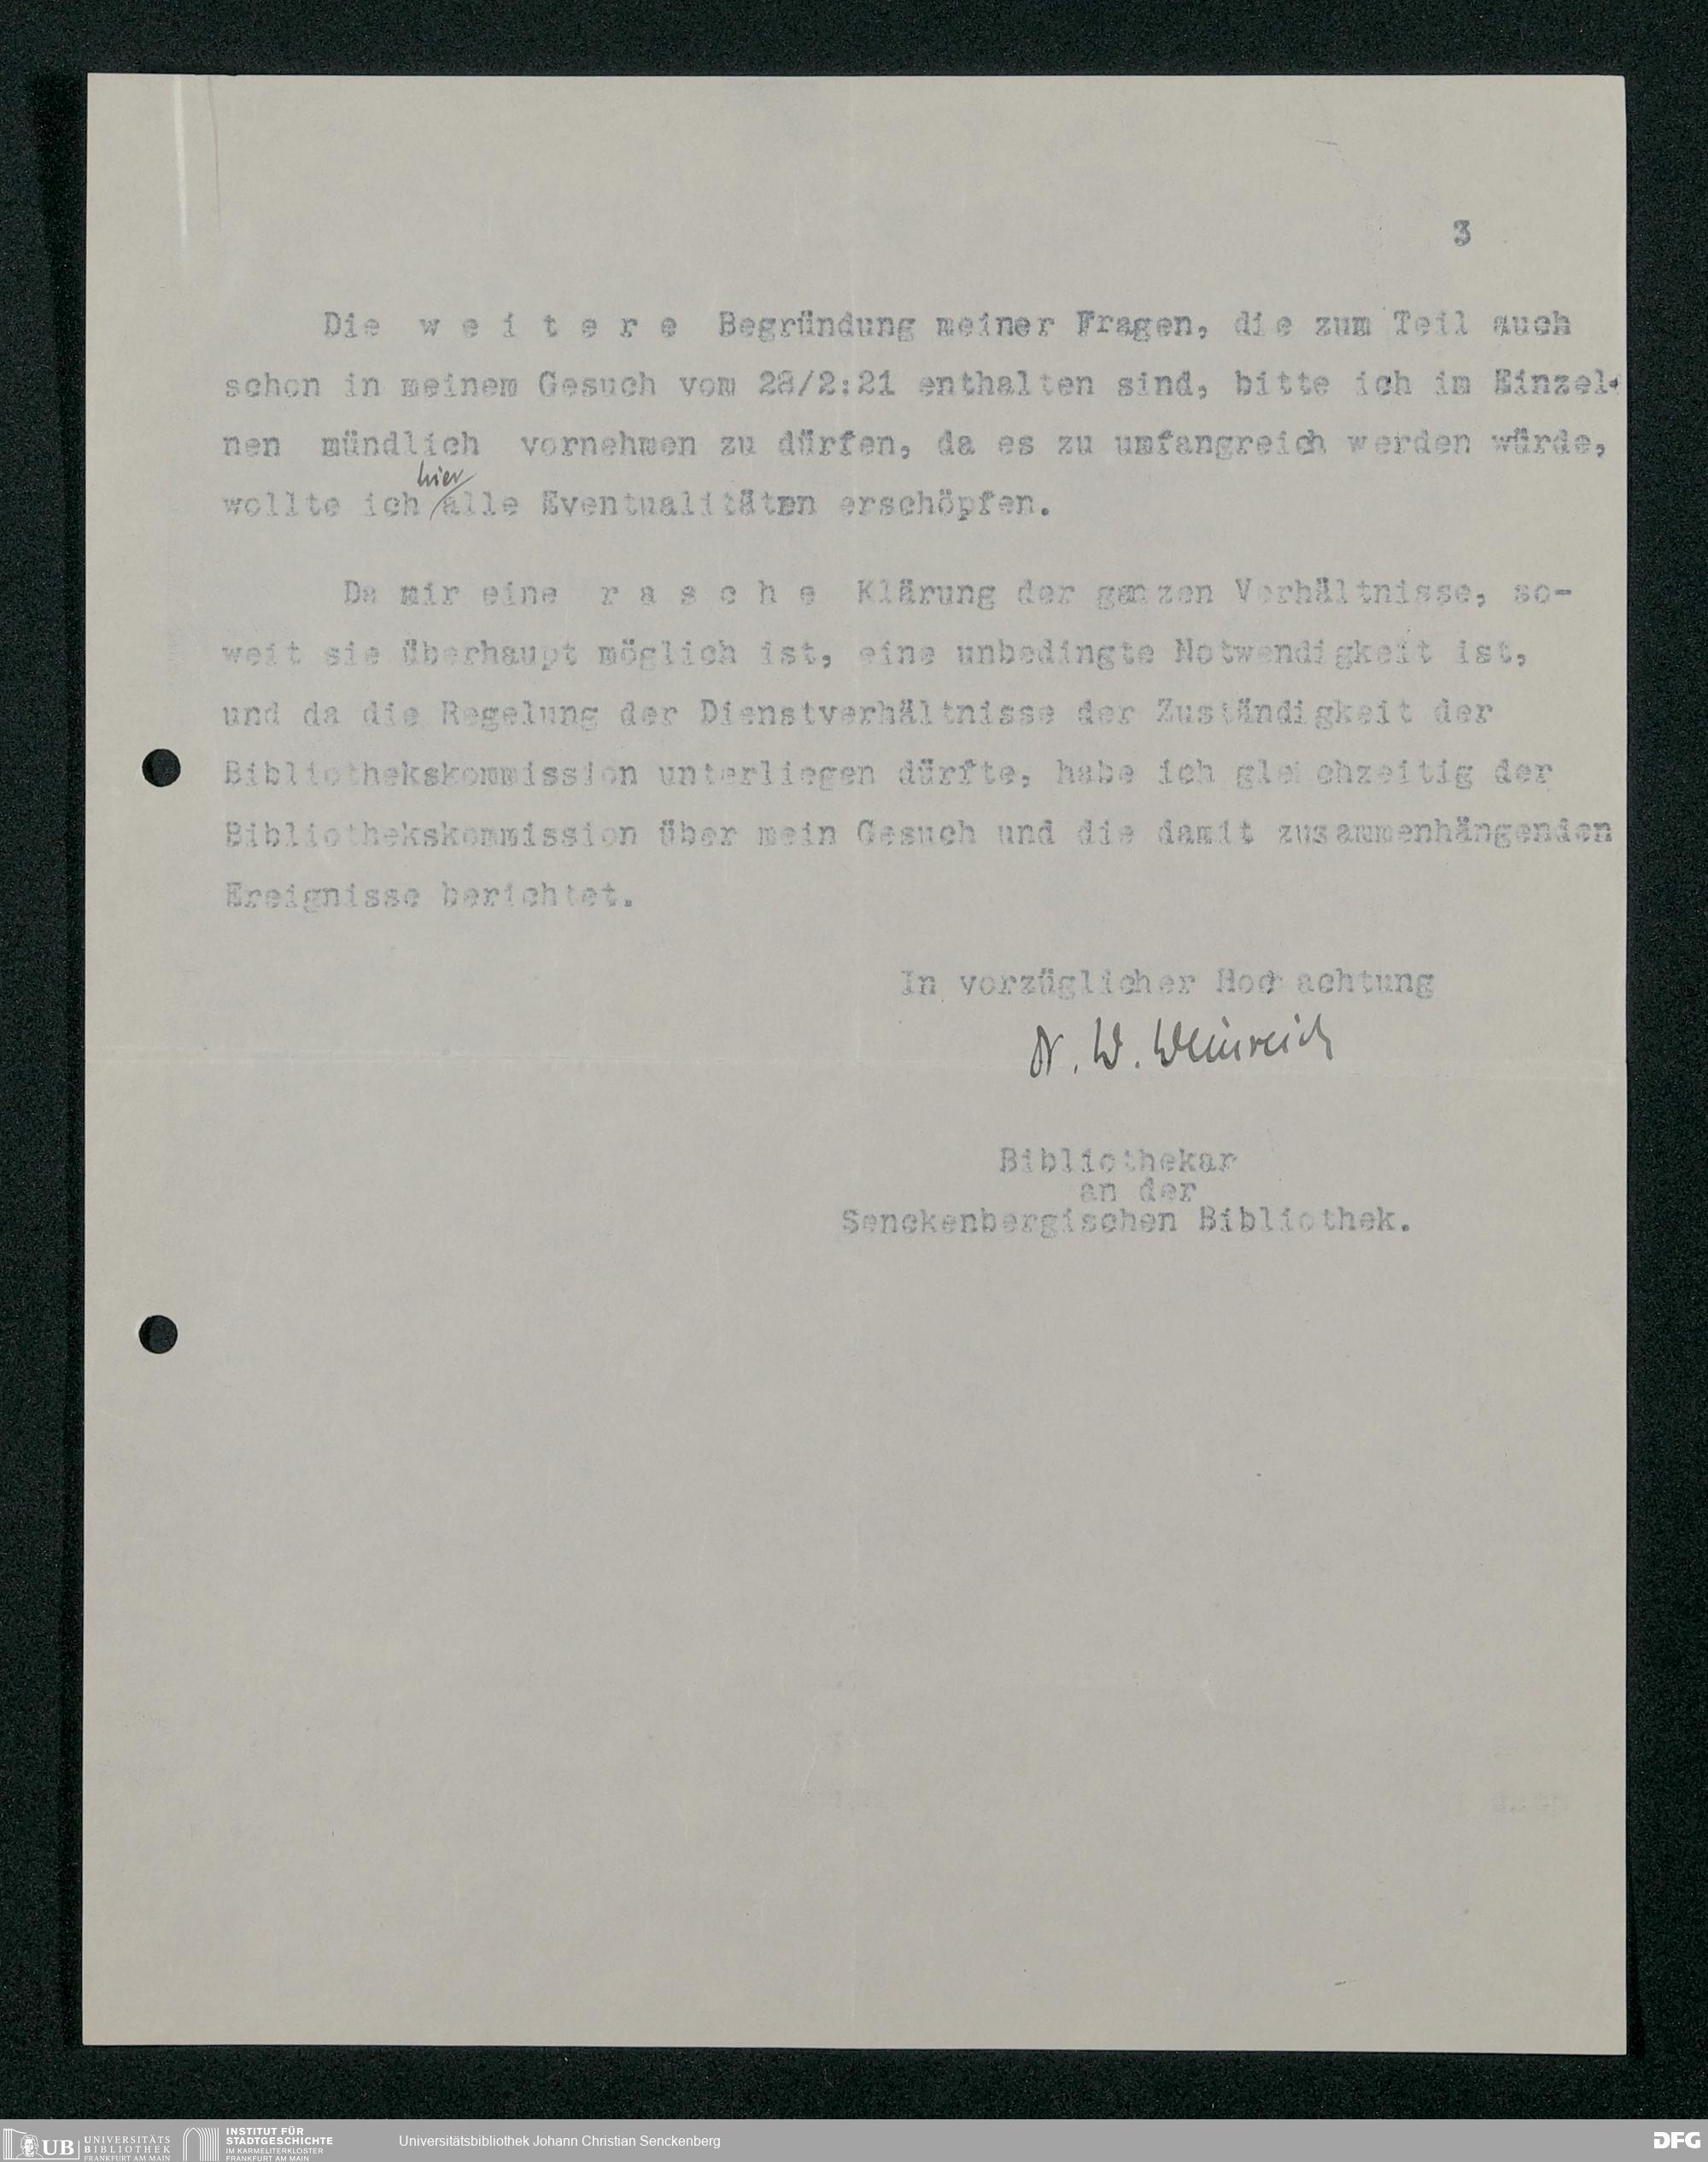 3
Die w e i t e r e Begründung meiner Fragen, die zum Teil auch
schon in meinem Gesuch vom 28/2:21 enthalten sind, bitte ich im Einzel-
nen mündlich vornehmen zu dürfen, da es zu umfangreich werden würde,
hier
wollte ich alle Eventualitäten erschöpfen.
Da mir eine r a s c h e Klärung der ganzen Verhältnisse, so-
weit sie überhaupt möglich ist, eine unbedingte Notwendigkeit ist,
und da die Regelung der Dienstverhältnisse der Zuständigkeit der
Bibliothekskommission unterliegen dürfte, habe ich gleichzeitig der
Bibliothekskommission über mein Gesuch und die damit zusammenhängenden
Ereignisse berichtet.
In vorzüglicher Hochachtung
Dr. W. Weinreich
Bibliothekar
an der
Senckenbergischen Bibliothek.
UB UNIVERSITÄTS
BIBLIOTHEK
FRANKFURT AM MAIN
INSTITUT FÜR
STADTGESCHICHTE
IM KARMELITERKLOSTER
FRANKFURT AM MAIN
Universitätsbibliothek Johann Christian Senckenberg
DFG